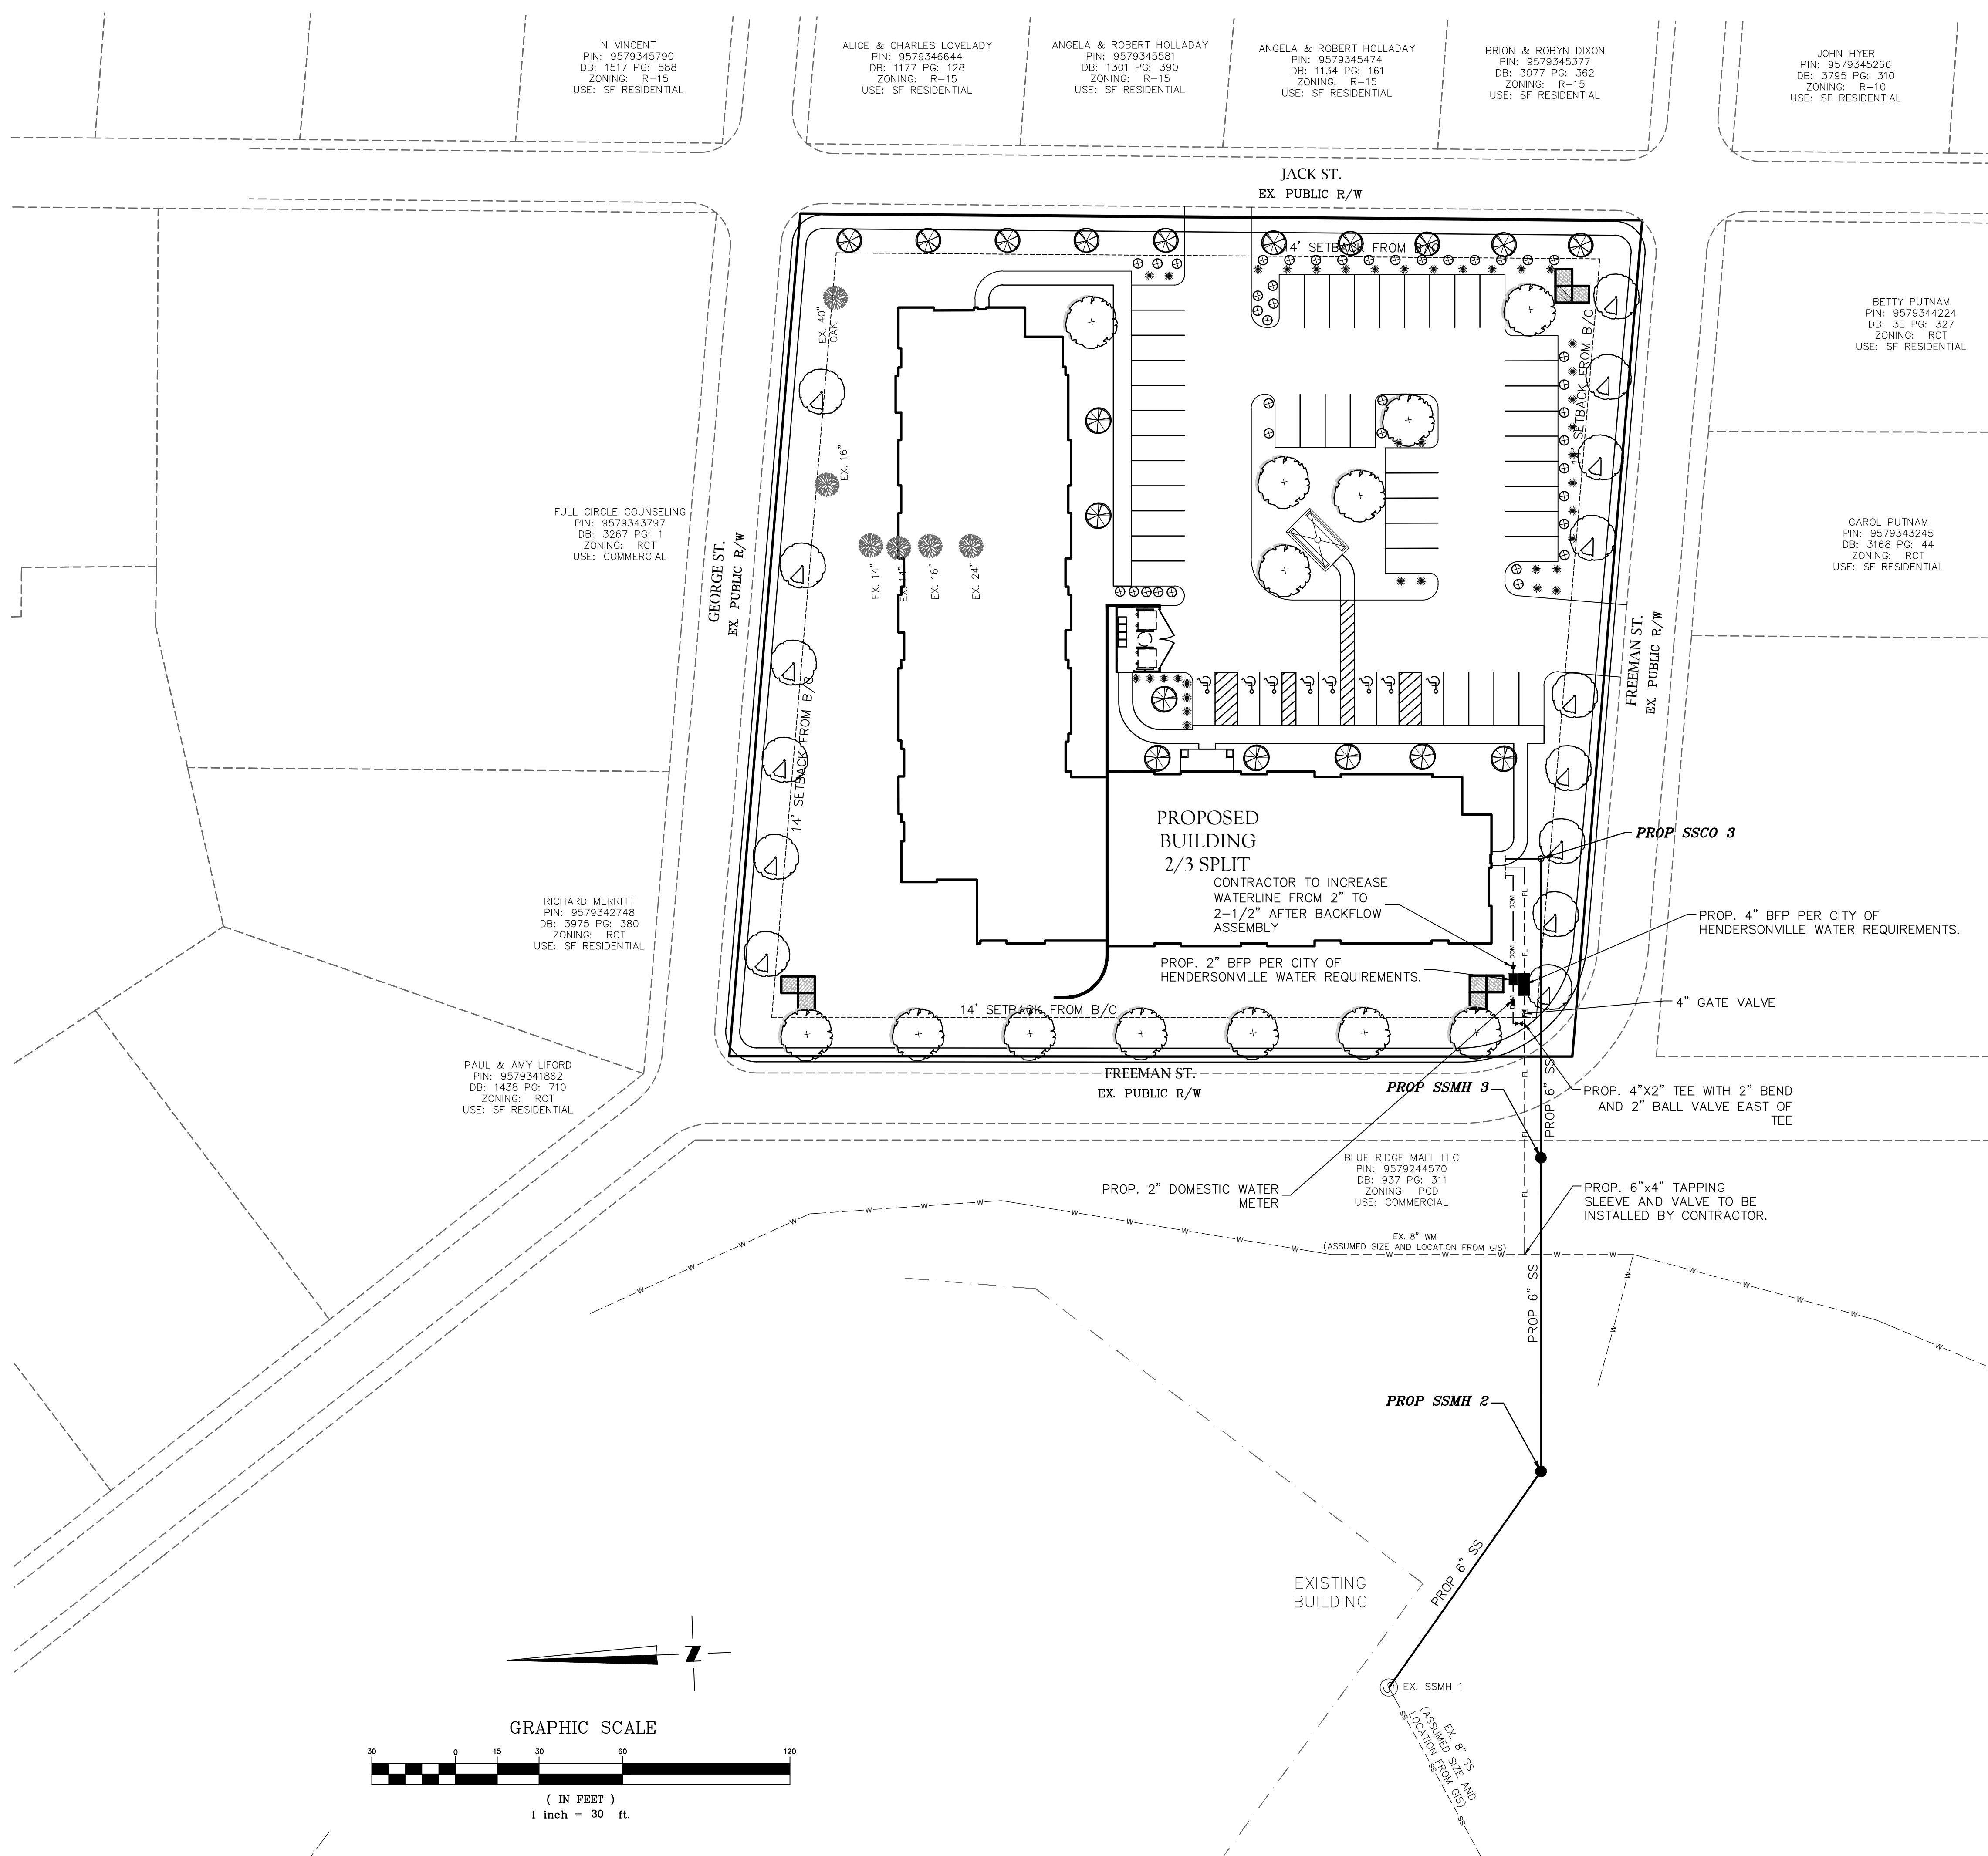 N VINCENT
PIN: 9579345790
DB: 1517 PG: 588
ZONING: R-15
USE: SF RESIDENTIAL
ALICE & CHARLES LOVELADY
PIN: 9579346644
DB: 1177 PG: 128
ZONING: R-15
USE: SF RESIDENTIAL
ANGELA & ROBERT HOLLADAY
PIN: 9579345581
DB: 1301 PG: 390
ZONING: R-15
USE: SF RESIDENTIAL
ANGELA & ROBERT HOLLADAY
PIN: 9579345474
DB: 1134 PG: 161
ZONING: R-15
USE: SF RESIDENTIAL
BRION & ROBYN DIXON
PIN: 9579345377
DB: 3077 PG: 362
ZONING: R-15
USE: SF RESIDENTIAL
JOHN HYER
PIN: 9579345266
DB: 3795 PG: 310
ZONING: R-10
USE: SF RESIDENTIAL
JACK ST.
EX. PUBLIC R/W
14' SETBACK FROM B/C
EX. 40"
OAK
EX. 16"
14' SETBACK FROM B/C
BETTY PUTNAM
PIN: 9579344224
DB: 3E PG: 327
ZONING: RCT
USE: SF RESIDENTIAL
FULL CIRCLE COUNSELING
PIN: 9579343797
DB: 3267 PG: 1
ZONING: RCT
USE: COMMERCIAL
GEORGE ST.
EX. PUBLIC R/W
EX. 14"
EX. 14"
EX. 16"
EX. 24"
CAROL PUTNAM
PIN: 9579343245
DB: 3168 PG: 44
ZONING: RCT
USE: SF RESIDENTIAL
FREEMAN ST.
EX. PUBLIC R/W
14' SETBACK FROM B/C
PROPOSED
BUILDING
2/3 SPLIT
PROP SSCO 3
CONTRACTOR TO INCREASE
WATERLINE FROM 2" TO
2-1/2" AFTER BACKFLOW
ASSEMBLY
DOM
FL
DOM
FL
RICHARD MERRITT
PIN: 9579342748
DB: 3975 PG: 380
ZONING: RCT
USE: SF RESIDENTIAL
PROP. 4" BFP PER CITY OF
HENDERSONVILLE WATER REQUIREMENTS.
PROP. 2" BFP PER CITY OF
HENDERSONVILLE WATER REQUIREMENTS.
4" GATE VALVE
14' SETBACK FROM B/C
PAUL & AMY LIFORD
PIN: 9579341862
DB: 1438 PG: 710
ZONING: RCT
USE: SF RESIDENTIAL
FREEMAN ST.
EX. PUBLIC R/W
PROP SSMH 3
FL
PROP 6" SS
PROP. 4"X2" TEE WITH 2" BEND
AND 2" BALL VALVE EAST OF
TEE
FL
BLUE RIDGE MALL LLC
PIN: 9579244570
DB: 937 PG: 311
ZONING: PCD
USE: COMMERCIAL
PROP. 2" DOMESTIC WATER
METER
FL
PROP. 6"x4" TAPPING
SLEEVE AND VALVE TO BE
INSTALLED BY CONTRACTOR.
W W W W W W W W W W
EX. 8" WM
(ASSUMED SIZE AND LOCATION FROM GIS)
W W W W W W W W W W W
PROP 6" SS
PROP SSMH 2
EXISTING
BUILDING
PROP 6" SS
S
EX. SSMH 1
SS
EX. 8" SS
(ASSUMED SIZE AND
LOCATION FROM GIS)
SS
SS
GRAPHIC SCALE
30 0 15 30 60 120
( IN FEET )
1 inch = 30 ft.